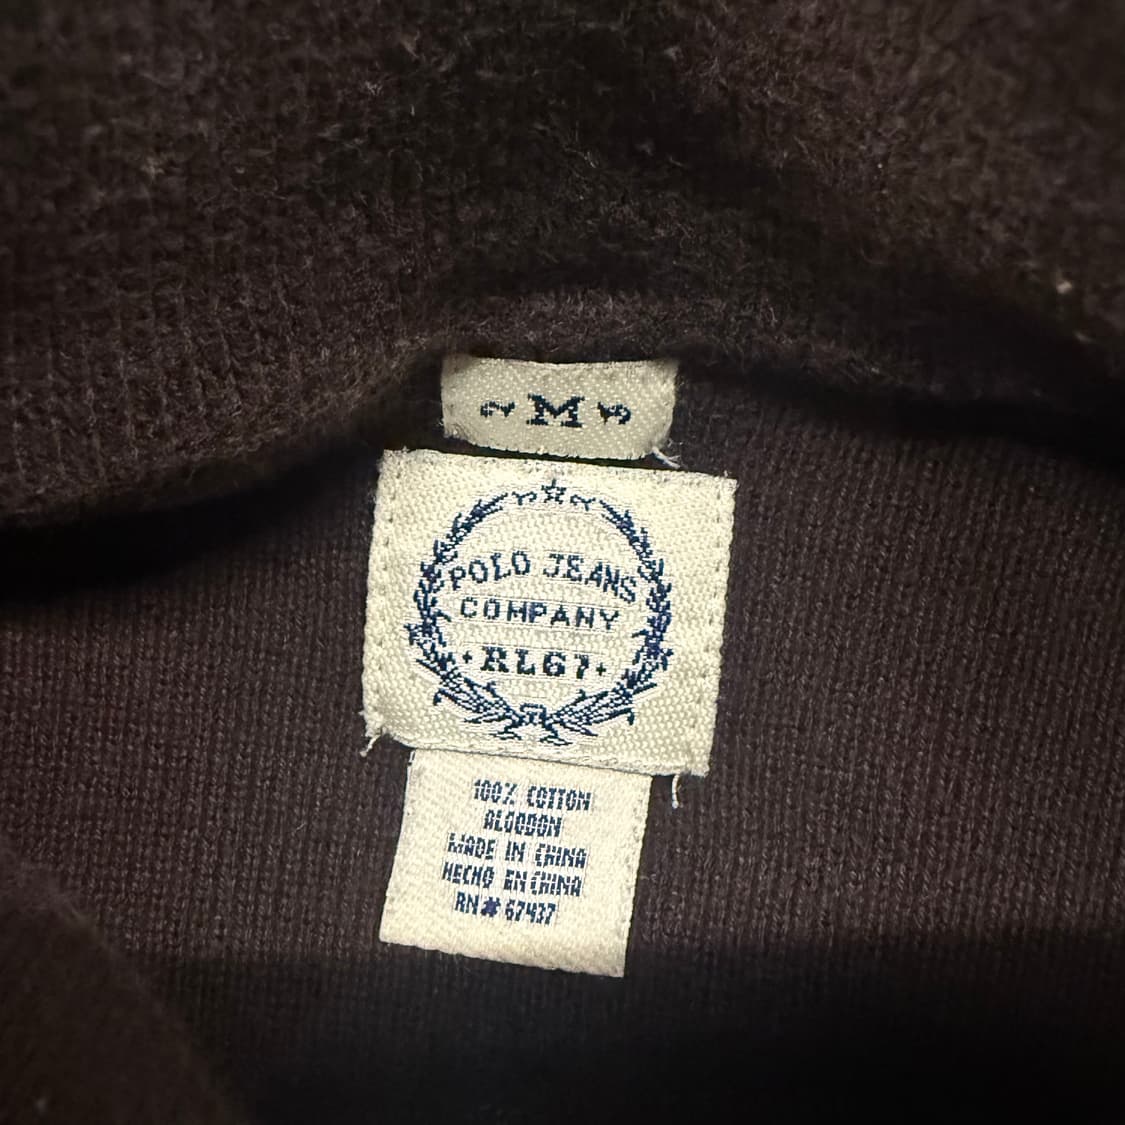 M
POLO JEANS
COMPANY
· RL67 ·
100% COTTON
ALGODON
MADE IN CHINA
HECHO EN CHINA
RN# 67437